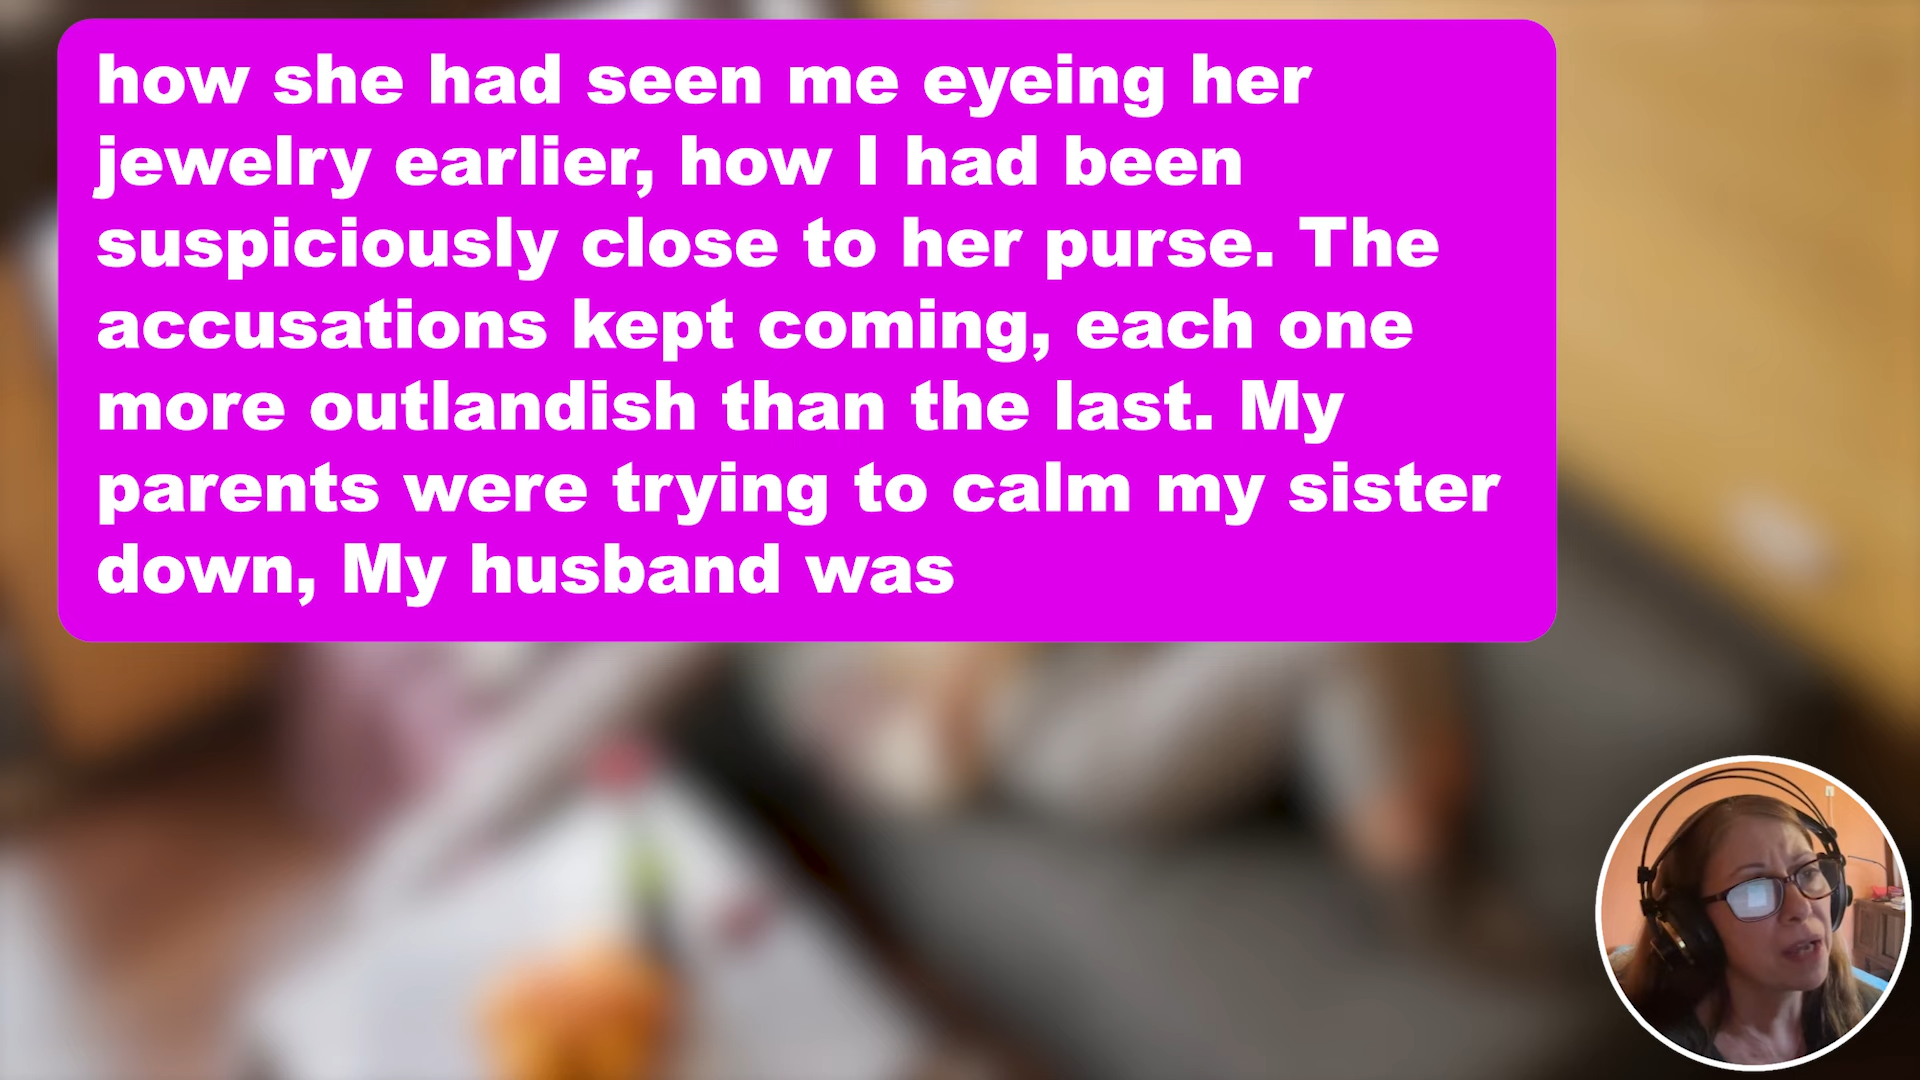 how she had seen me eyeing her
jewelry earlier, how I had been
suspiciously close to her purse. The
accusations kept coming, each one
more outlandish than the last. My
parents were trying to calm my sister
down, My husband was